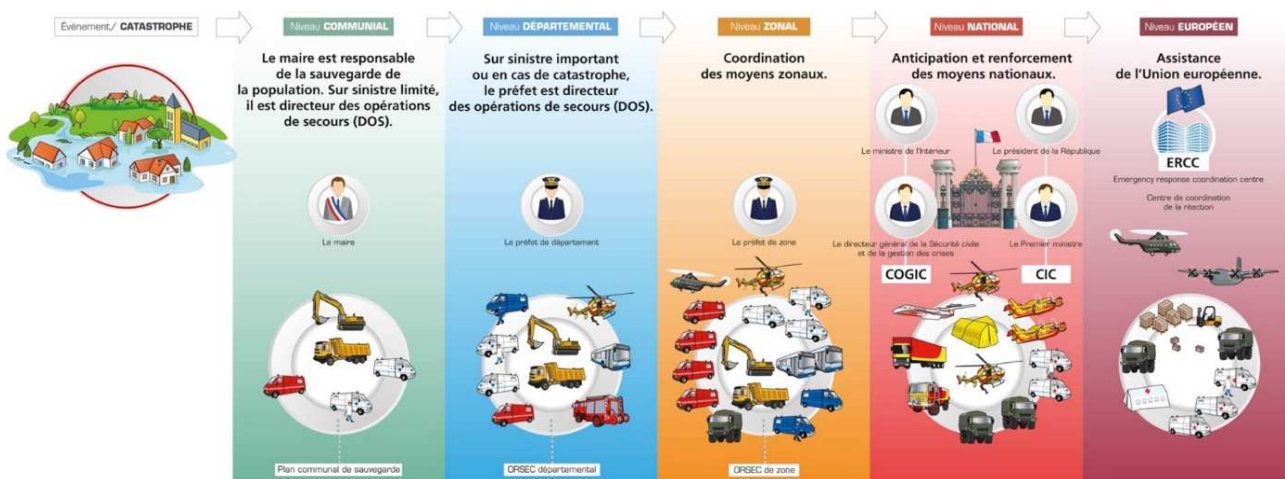 Événement/ CATASTROPHE
Niveau COMMUNIAL
Le maire est responsable
de la sauvegarde de
la population. Sur sinistre limité,
il est directeur des opérations
de secours (DOS).
Le maire
Plan communal de sauvegarde
Niveau DÉPARTEMENTAL
Sur sinistre important
ou en cas de catastrophe,
le préfet est directeur
des opérations de secours (DOS).
Le préfet de département
ORSEC départemental
Niveau ZONAL
Coordination
des moyens zonaux.
Le préfet de zone
ORSEC de zone
Niveau NATIONAL
Anticipation et renforcement
des moyens nationaux.
Le ministre de l'Intérieur
Le président de la République
Le directeur général de la Sécurité civile
et de la gestion des crises
Le Premier ministre
COGIC
CIC
Niveau EUROPÉEN
Assistance
de l'Union européenne.
ERCC
Emergency response coordination centre
Centre de coordination
de la réaction